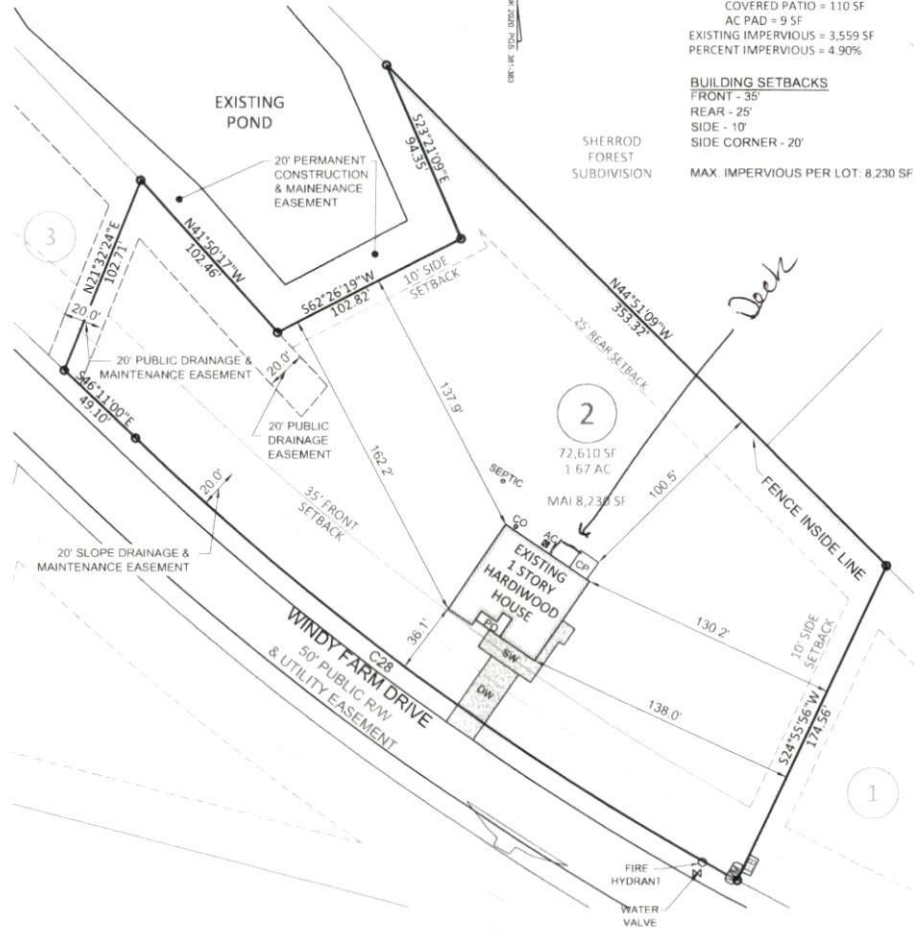 COVERED PATIO = 110 SF
AC PAD = 9 SF
EXISTING IMPERVIOUS = 3,559 SF
PERCENT IMPERVIOUS = 4.90%
BUILDING SETBACKS
FRONT - 35'
REAR - 25'
SIDE - 10'
SIDE CORNER - 20'
MAX. IMPERVIOUS PER LOT: 8,230 SF
EXISTING
POND
20' PERMANENT
CONSTRUCTION
& MAINENANCE
EASEMENT
S23°21'09"E
94.35'
SHERROD
FOREST
SUBDIVISION
3
N21°32'24"E
102.71'
N41°50'17"W
102.46'
S62°26'19"W
102.82'
10' SIDE
SETBACK
N44°51'09"W
353.32'
Deck
25' REAR SETBACK
20.0'
20' PUBLIC DRAINAGE &
MAINTENANCE EASEMENT
20.0'
S46°11'00"E
49.10'
20' PUBLIC
DRAINAGE
EASEMENT
137.9'
162.2'
2
72,610 SF
1.67 AC
MAI 8,230 SF
SEPTIC
CO
AC
CP
100.5'
FENCE INSIDE LINE
20.0'
35' FRONT
SETBACK
20' SLOPE DRAINAGE &
MAINTENANCE EASEMENT
EXISTING
1 STORY
HARDIWOOD
HOUSE
PO
SW
DW
36.1'
130.2'
138.0'
10' SIDE
SETBACK
S24°55'56"W
174.56'
C28
WINDY FARM DRIVE
50' PUBLIC R/W
& UTILITY EASEMENT
1
FIRE
HYDRANT
WATER
VALVE